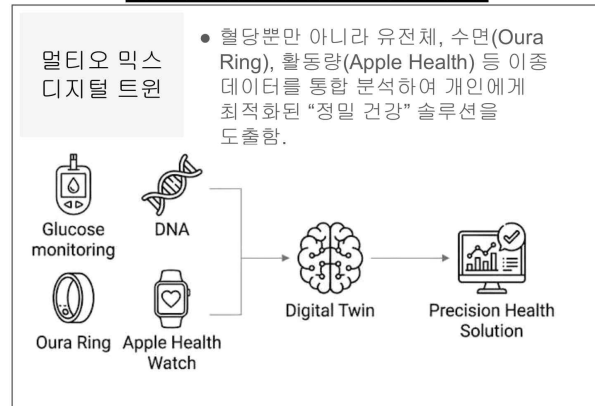 멀티오 믹스
디지털 트윈
● 혈당뿐만 아니라 유전체, 수면(Oura
Ring), 활동량(Apple Health) 등 이종
데이터를 통합 분석하여 개인에게
최적화된 “정밀 건강” 솔루션을
도출함.
Glucose
monitoring
DNA
Oura Ring
Apple Health
Watch
Digital Twin
Precision Health
Solution